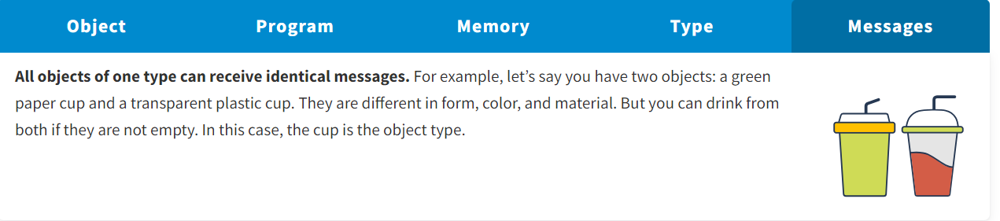 Object
Program
Memory
Type
Messages
All objects of one type can receive identical messages. For example, let’s say you have two objects: a green
paper cup and a transparent plastic cup. They are different in form, color, and material. But you can drink from
both if they are not empty. In this case, the cup is the object type.